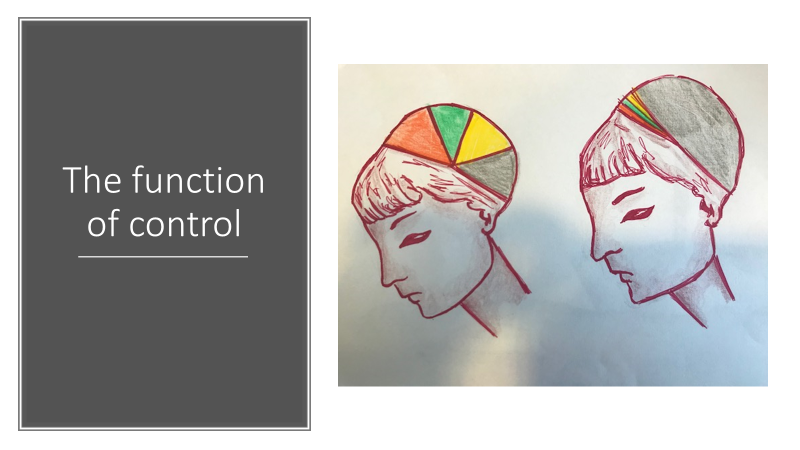 The function
of control